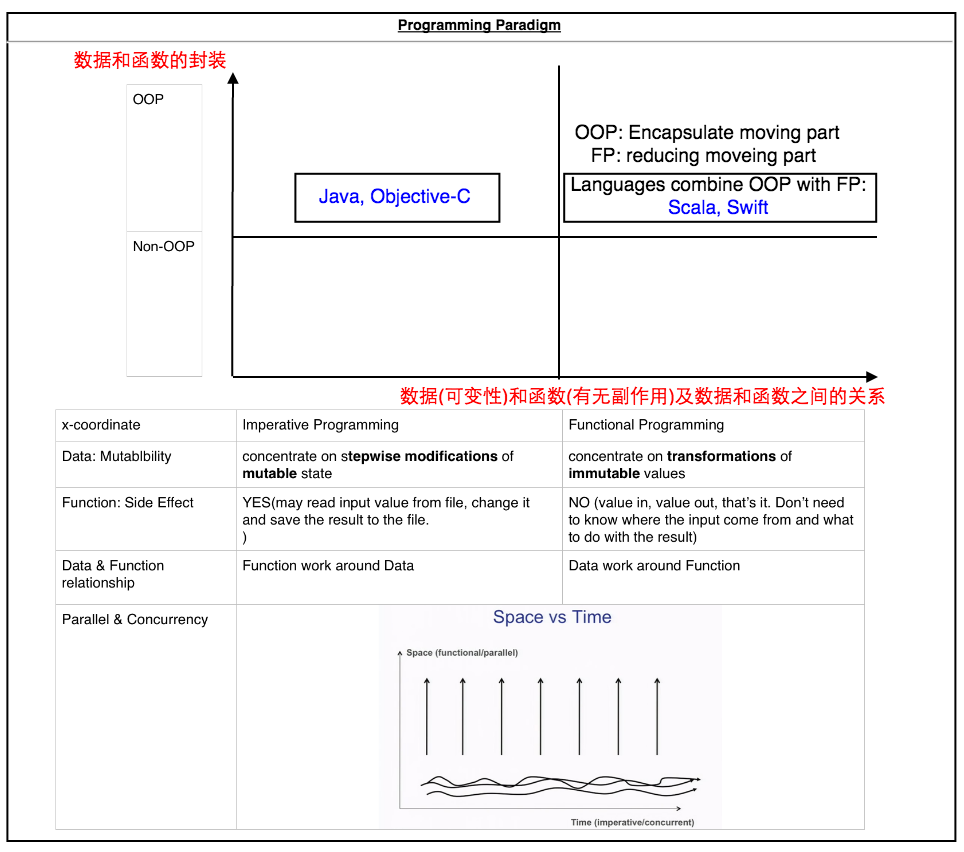 Programming Paradigm
数据和函数的封装
OOP
OOP: Encapsulate moving part
FP: reducing moveing part
Java, Objective-C
Languages combine OOP with FP:
Scala, Swift
Non-OOP
数据(可变性)和函数(有无副作用)及数据和函数之间的关系
x-coordinate
Imperative Programming
Functional Programming
Data: Mutablbility
concentrate on stepwise modifications of
mutable state
concentrate on transformations of
immutable values
Function: Side Effect
YES(may read input value from file, change it
and save the result to the file.
)
NO (value in, value out, that’s it. Don’t need
to know where the input come from and what
to do with the result)
Data & Function
relationship
Function work around Data
Data work around Function
Parallel & Concurrency
Space vs Time
Space (functional/parallel)
Time (imperative/concurrent)